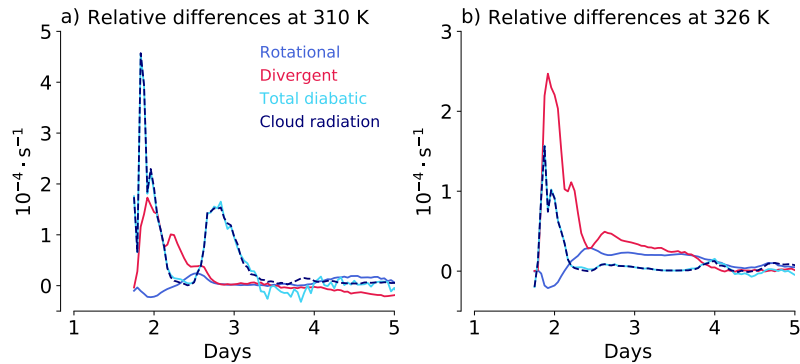 a) Relative differences at 310 K
5
4
3
2
1
0
10⁻⁴ · s⁻¹
Rotational
Divergent
Total diabatic
Cloud radiation
1 2 3 4 5
Days
b) Relative differences at 326 K
3
2
1
0
10⁻⁴ · s⁻¹
1 2 3 4 5
Days